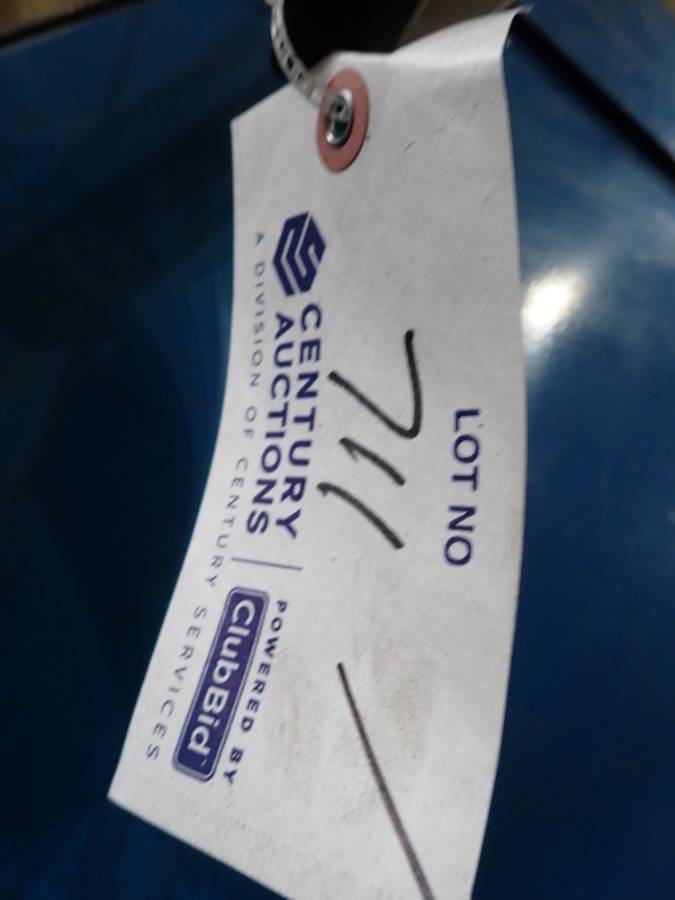 LOT NO
711
CENTURY
AUCTIONS
A DIVISION OF CENTURY SERVICES
POWERED BY
ClubBid